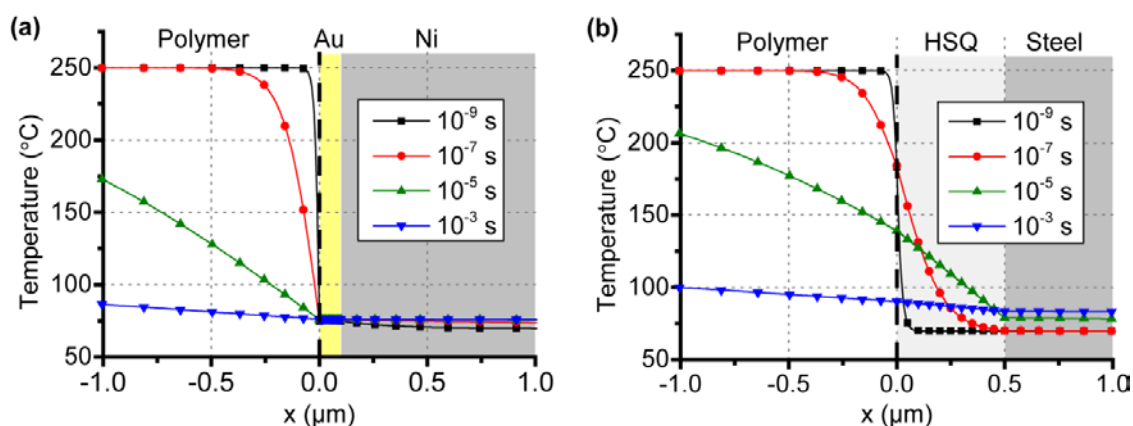 (a)
Polymer Au Ni
250
200
150
100
50
Temperature (°C)
10⁻⁹ s
10⁻⁷ s
10⁻⁵ s
10⁻³ s
-1.0 -0.5 0.0 0.5 1.0
x (µm)
(b)
Polymer HSQ Steel
250
200
150
100
50
Temperature (°C)
10⁻⁹ s
10⁻⁷ s
10⁻⁵ s
10⁻³ s
-1.0 -0.5 0.0 0.5 1.0
x (µm)